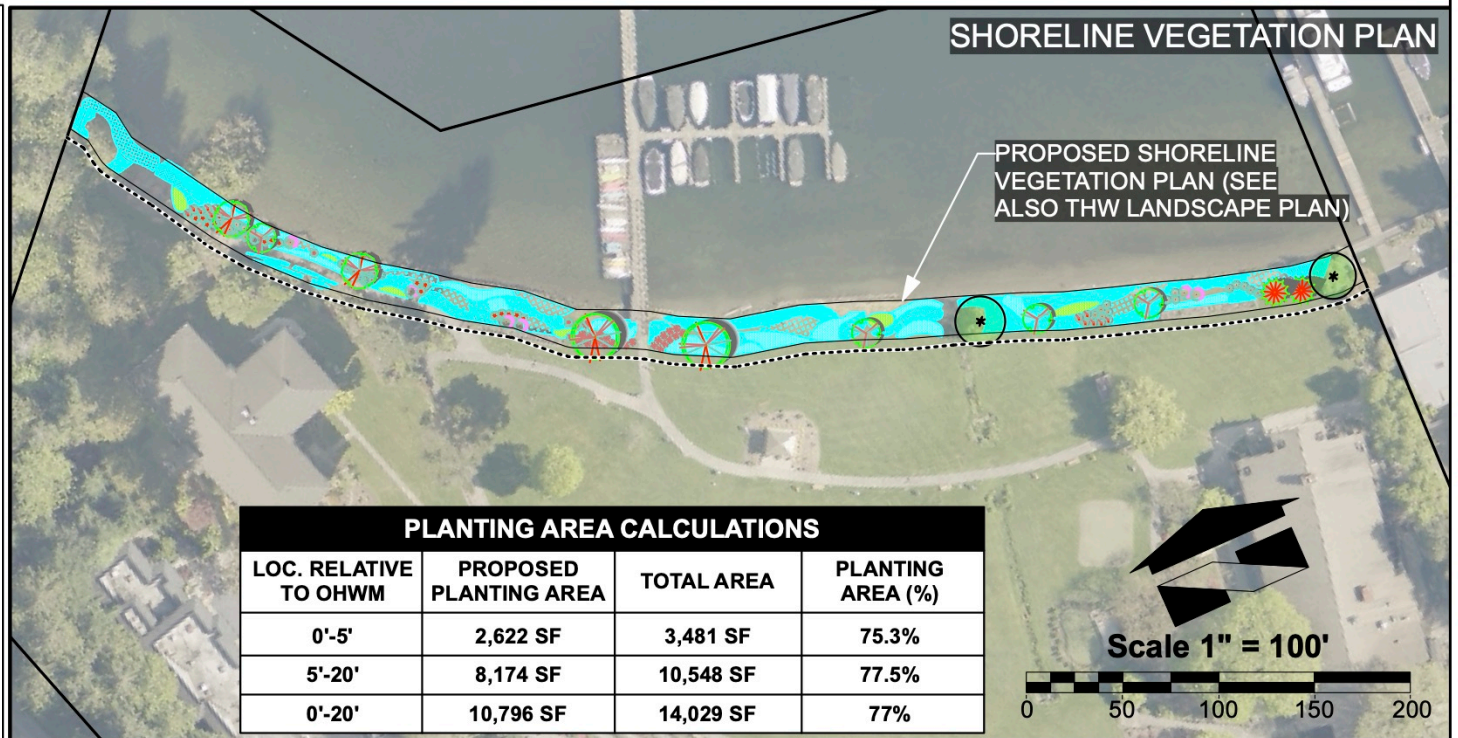 SHORELINE VEGETATION PLAN
PROPOSED SHORELINE
VEGETATION PLAN (SEE
ALSO THW LANDSCAPE PLAN)
PLANTING AREA CALCULATIONS
LOC. RELATIVE TO OHWM PROPOSED PLANTING AREA TOTAL AREA PLANTING AREA (%)
0'-5' 2,622 SF 3,481 SF 75.3%
5'-20' 8,174 SF 10,548 SF 77.5%
0'-20' 10,796 SF 14,029 SF 77%
Scale 1" = 100'
0 50 100 150 200